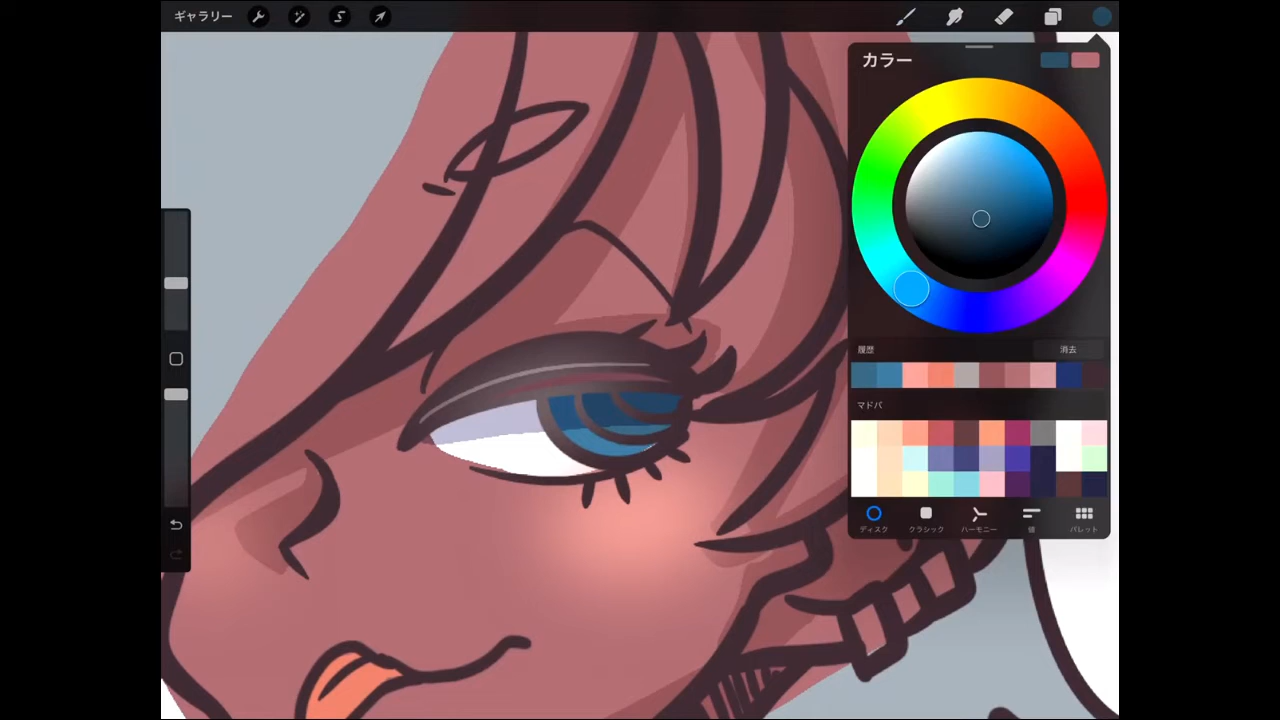 ギャラリー
カラー
履歴
消去
マドパ
ディスク
クラシック
ハーモニー
値
パレット